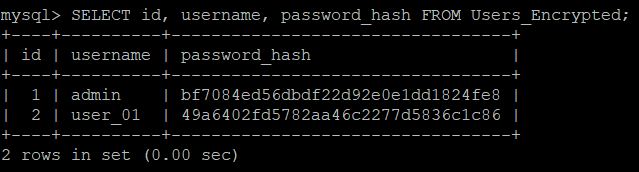 mysql> SELECT id, username, password_hash FROM Users_Encrypted;
+----+----------+----------------------------------+
| id | username | password_hash                    |
+----+----------+----------------------------------+
|  1 | admin    | bf7084ed56dbdf22d92e0e1dd1824fe8 |
|  2 | user_01  | 49a6402fd5782aa46c2277d5836c1c86 |
+----+----------+----------------------------------+
2 rows in set (0.00 sec)